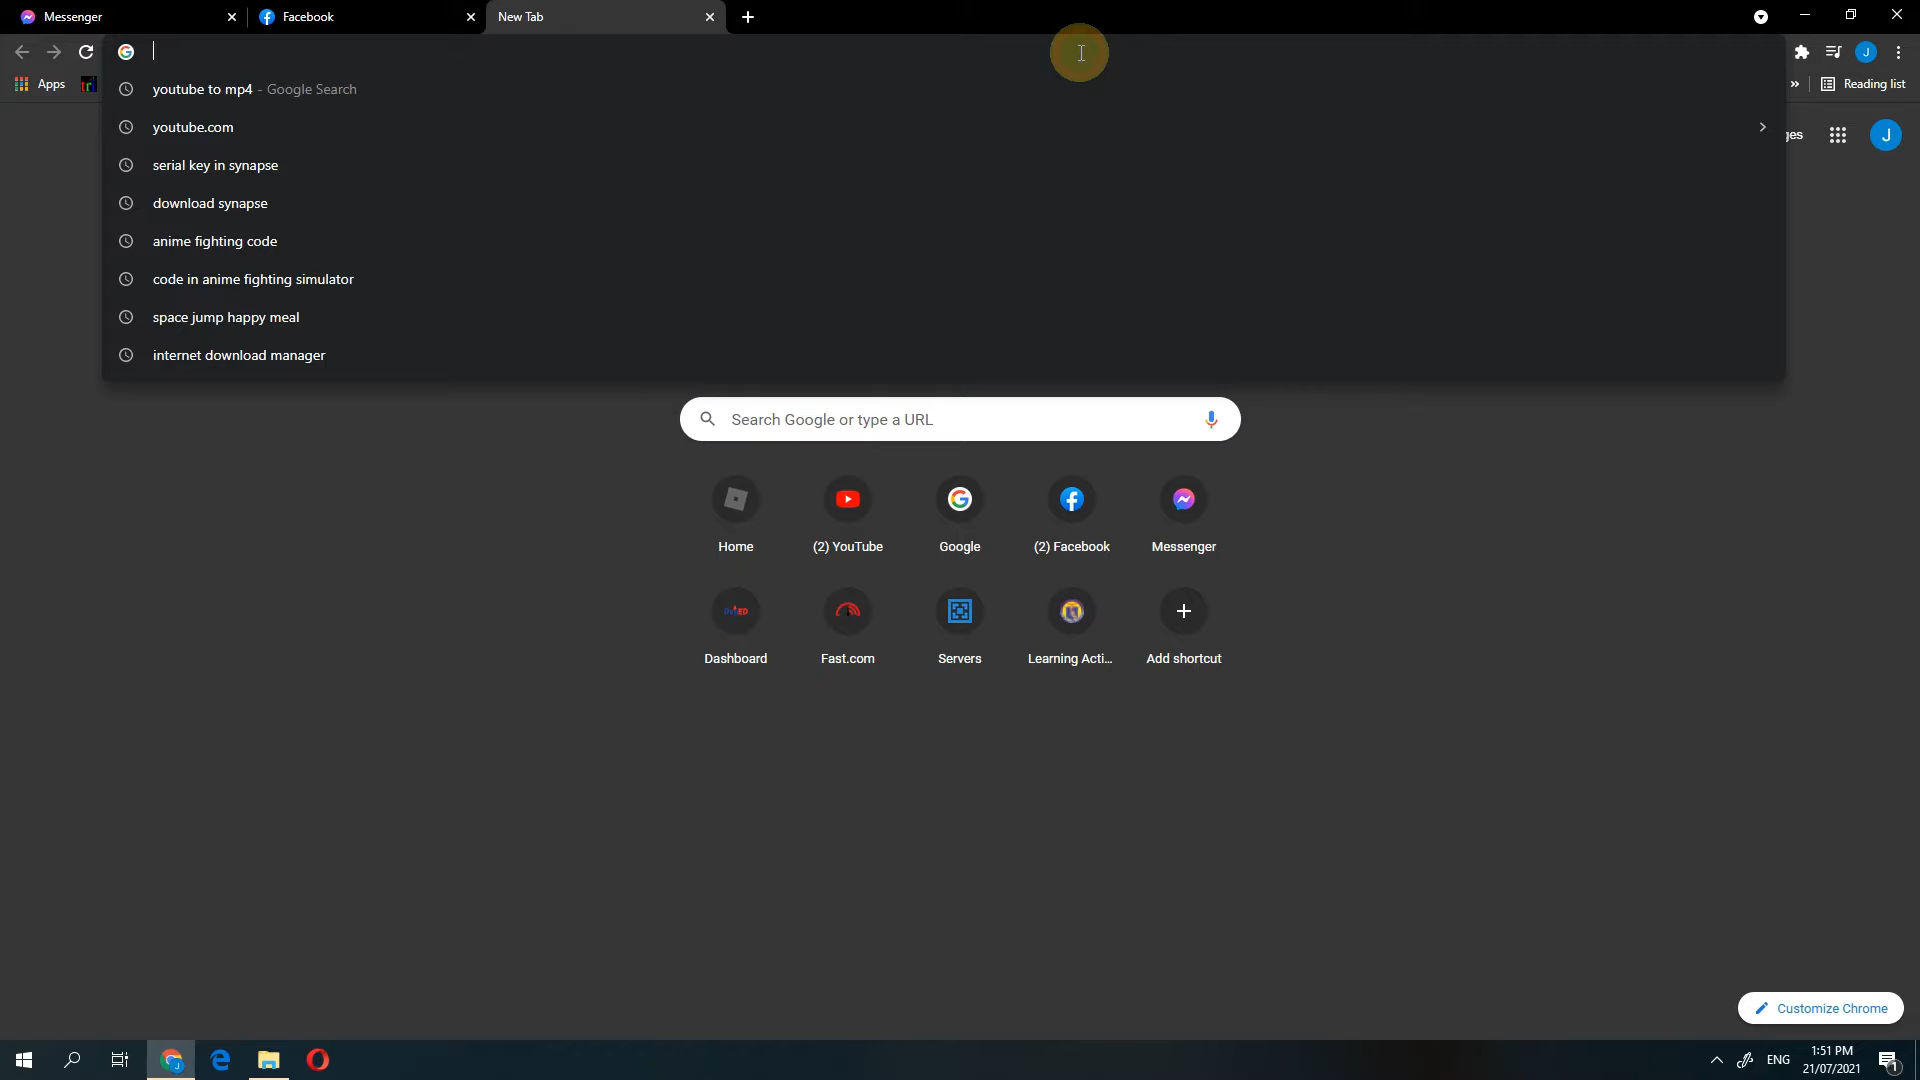 Messenger
Facebook
New Tab
Apps
Reading list
youtube to mp4 - Google Search
youtube.com
serial key in synapse
download synapse
anime fighting code
code in anime fighting simulator
space jump happy meal
internet download manager
J
J
Search Google or type a URL
Home
(2) YouTube
Google
(2) Facebook
Messenger
Dashboard
Fast.com
Servers
Learning Acti...
Add shortcut
Customize Chrome
ENG
1:51 PM
21/07/2021
1